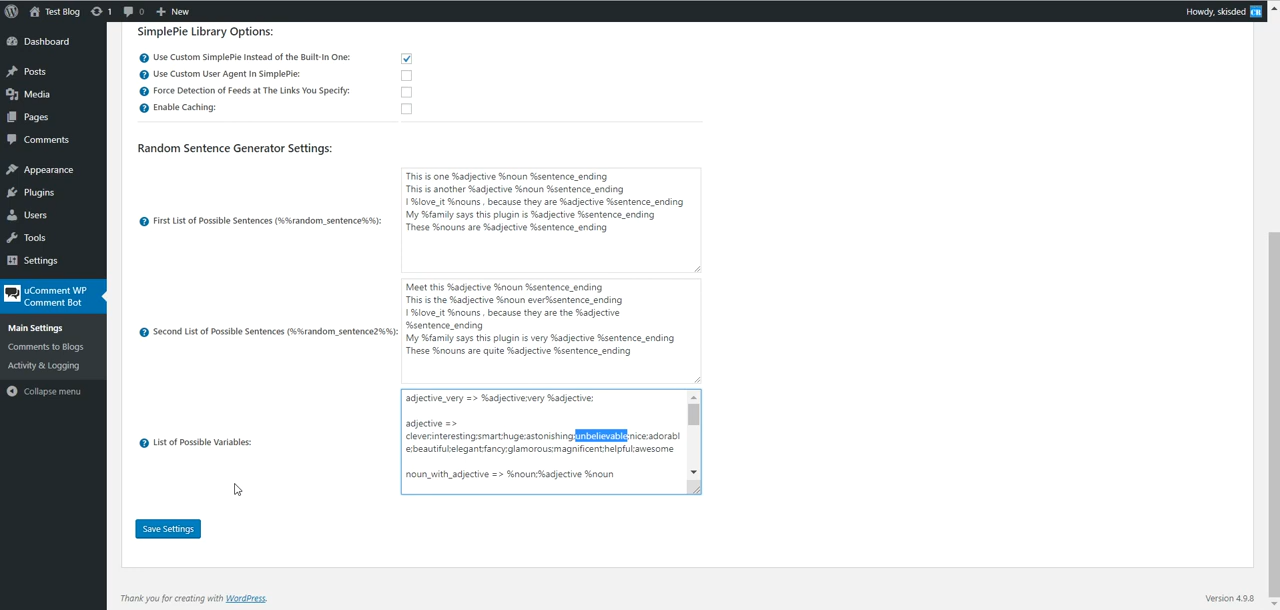 Test Blog
1
0
New
Howdy, skisded
CR
Dashboard
Posts
Media
Pages
Comments
Appearance
Plugins
Users
Tools
Settings
uComment WP
Comment Bot
Main Settings
Comments to Blogs
Activity & Logging
Collapse menu
SimplePie Library Options:
Use Custom SimplePie Instead of the Built-In One:
Use Custom User Agent In SimplePie:
Force Detection of Feeds at The Links You Specify:
Enable Caching:
Random Sentence Generator Settings:
First List of Possible Sentences (%%random_sentence%%):
This is one %adjective %noun %sentence_ending
This is another %adjective %noun %sentence_ending
I %love_it %nouns , because they are %adjective %sentence_ending
My %family says this plugin is %adjective %sentence_ending
These %nouns are %adjective %sentence_ending
Second List of Possible Sentences (%%random_sentence2%%):
Meet this %adjective %noun %sentence_ending
This is the %adjective %noun ever%sentence_ending
I %love_it %nouns , because they are the %adjective
%sentence_ending
My %family says this plugin is very %adjective %sentence_ending
These %nouns are quite %adjective %sentence_ending
List of Possible Variables:
adjective_very => %adjective;very %adjective;
adjective =>
clever;interesting;smart;huge;astonishing;unbelievable;nice;adorabl
e;beautiful;elegant;fancy;glamorous;magnificent;helpful;awesome
noun_with_adjective => %noun;%adjective %noun
Save Settings
Thank you for creating with WordPress.
Version 4.9.8